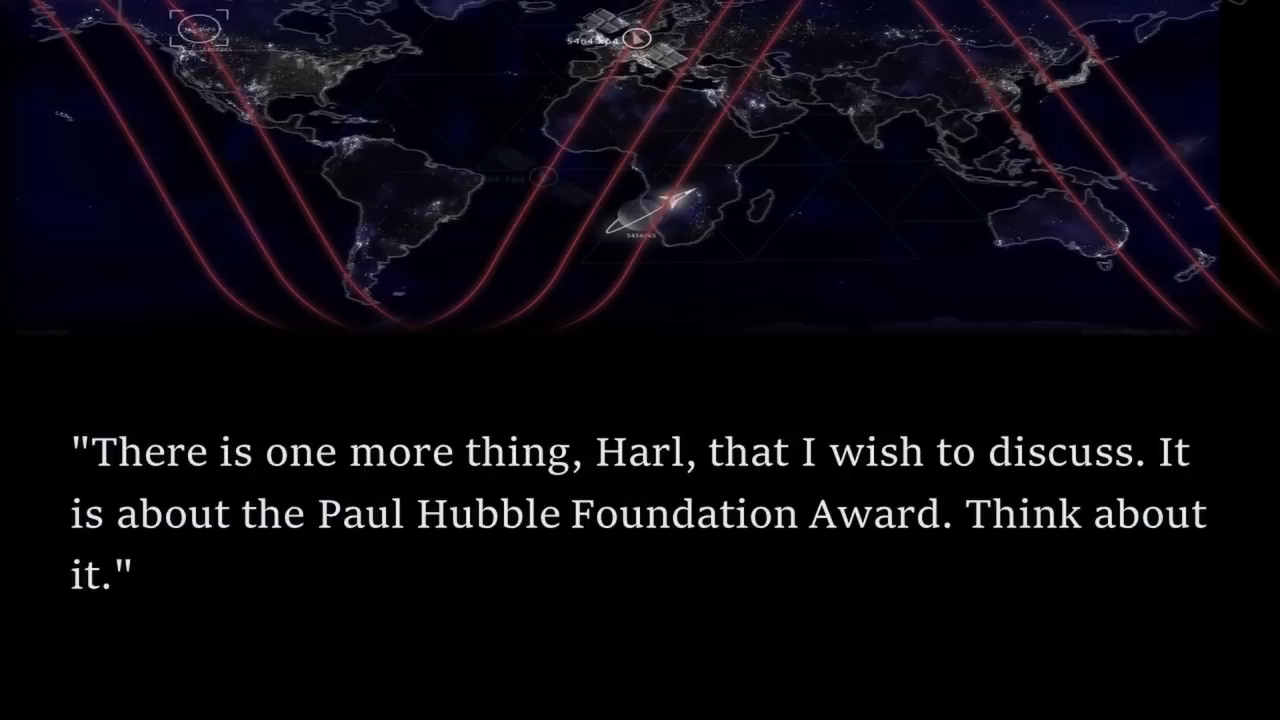 "There is one more thing, Harl, that I wish to discuss. It
is about the Paul Hubble Foundation Award. Think about
it."